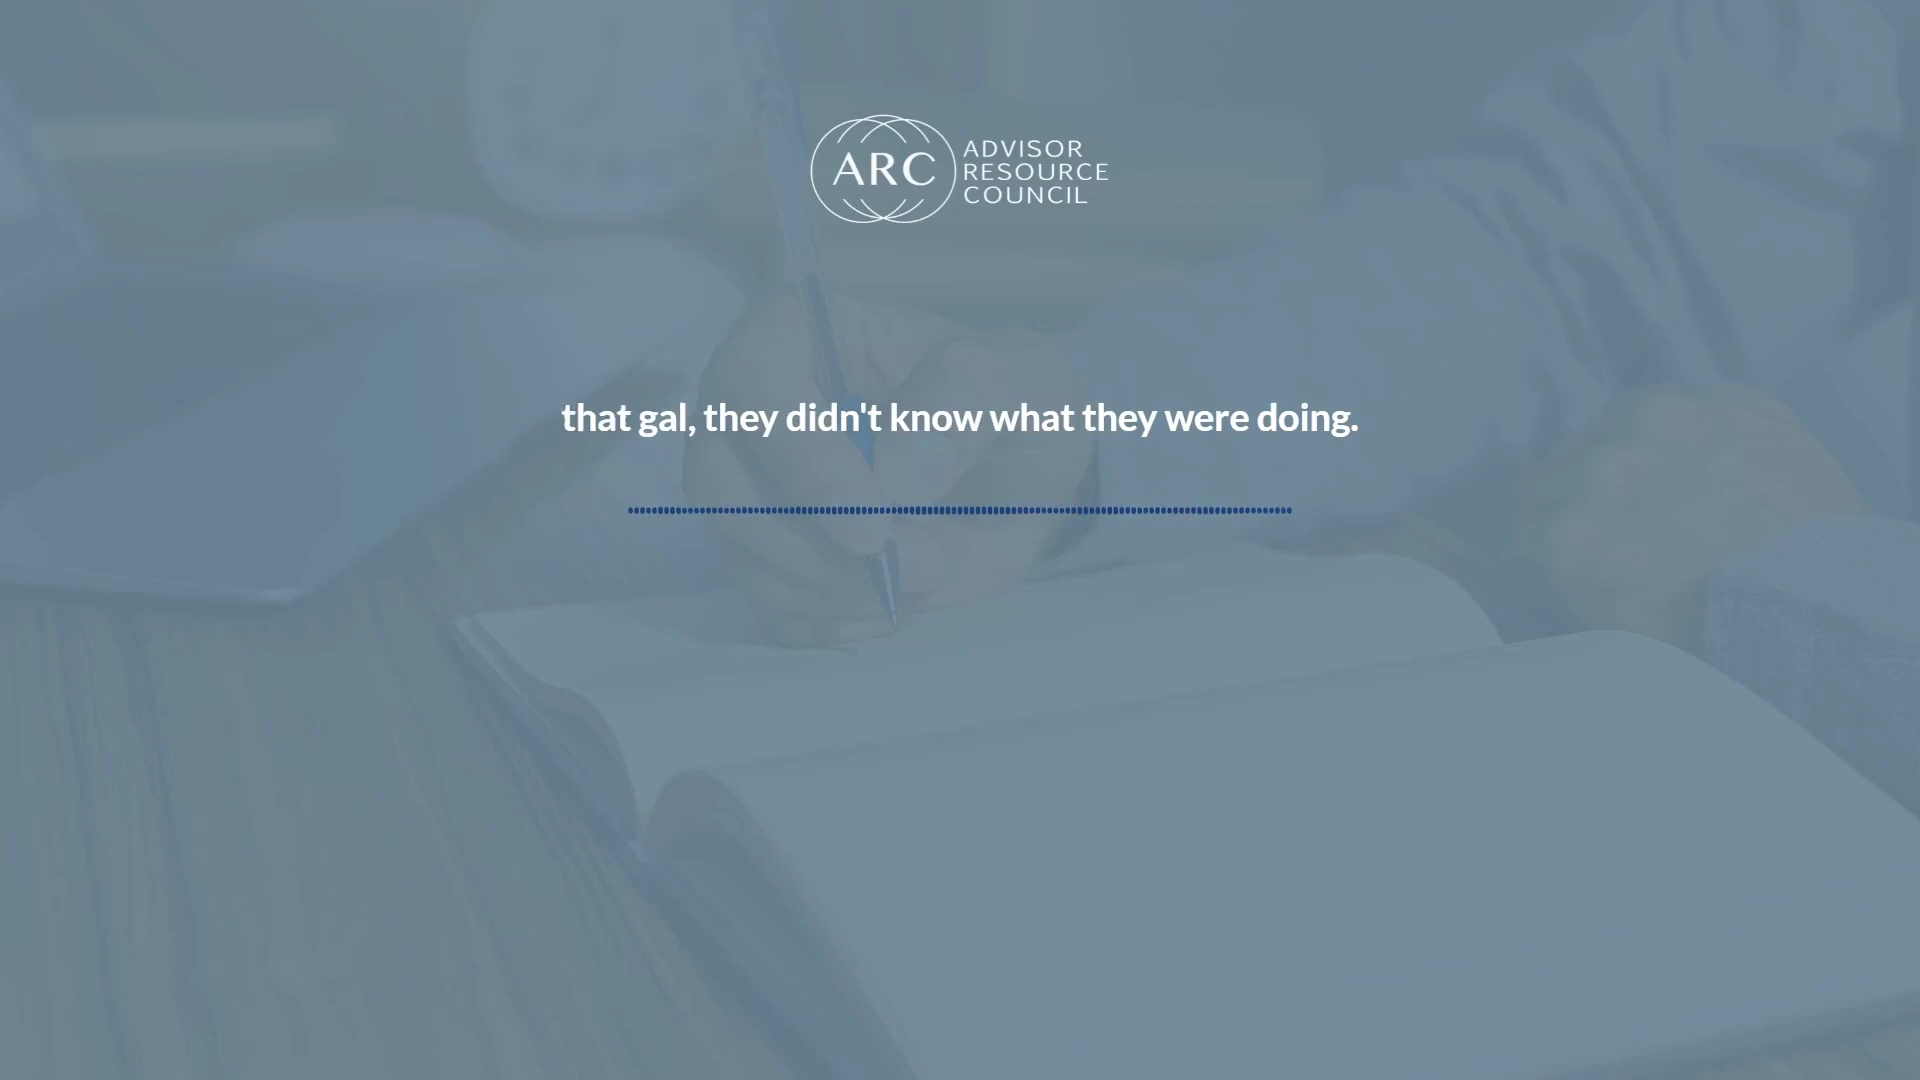 ARC
ADVISOR
RESOURCE
COUNCIL
that gal, they didn't know what they were doing.